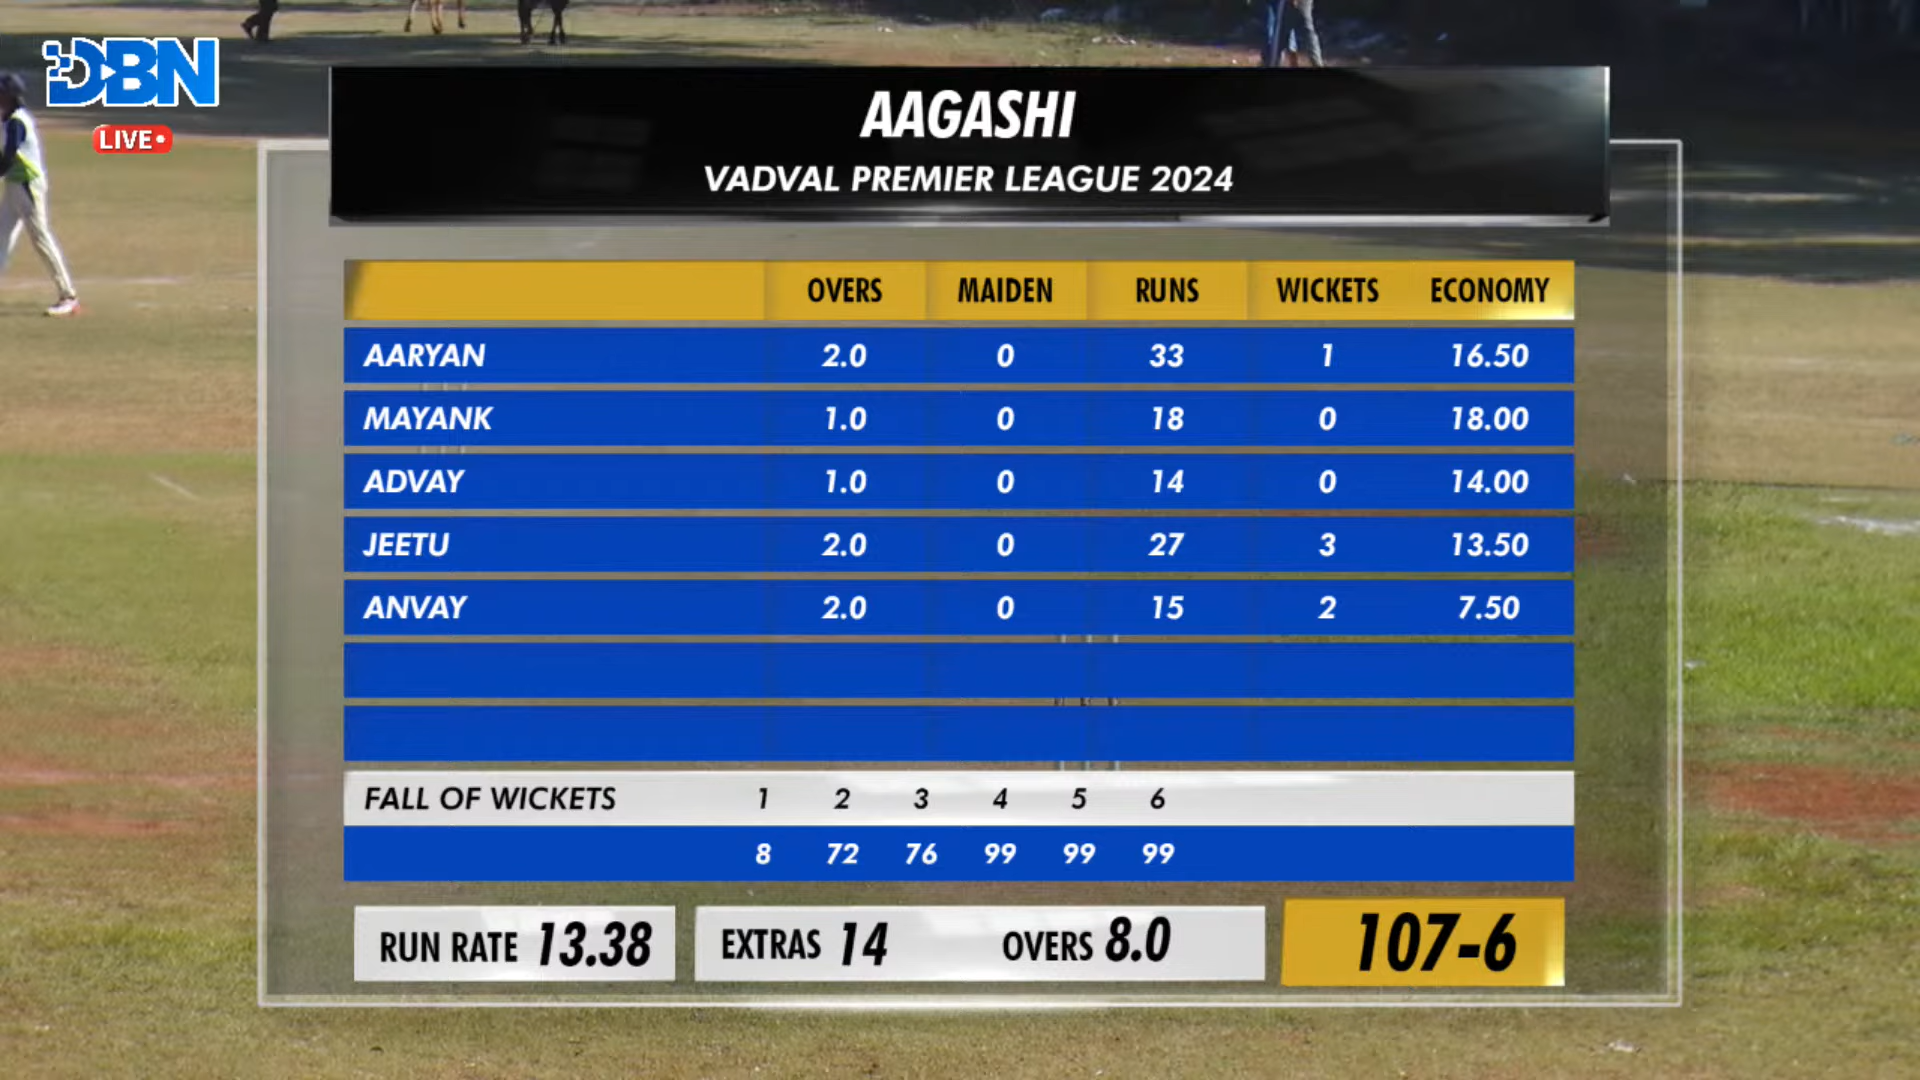 DBN
LIVE
AAGASHI
VADVAL PREMIER LEAGUE 2024
OVERS MAIDEN RUNS WICKETS ECONOMY
AARYAN 2.0 0 33 1 16.50
MAYANK 1.0 0 18 0 18.00
ADVAY 1.0 0 14 0 14.00
JEETU 2.0 0 27 3 13.50
ANVAY 2.0 0 15 2 7.50
FALL OF WICKETS 1 2 3 4 5 6
8 72 76 99 99 99
RUN RATE 13.38 EXTRAS 14 OVERS 8.0 107-6